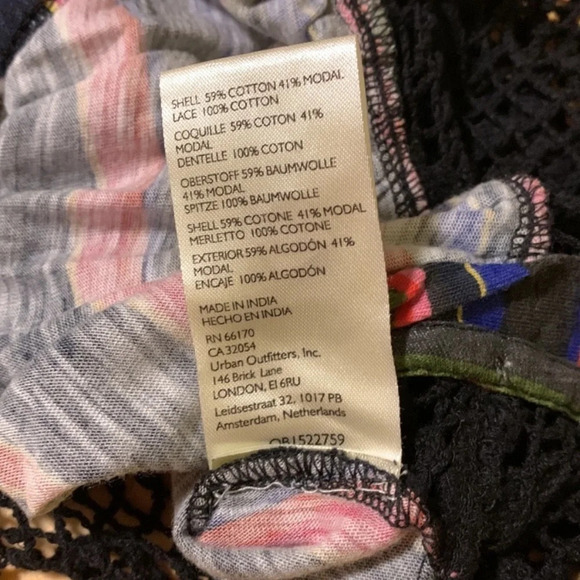 SHELL 59% COTTON 41% MODAL
LACE 100% COTTON
COQUILLE 59% COTON 41%
MODAL
DENTELLE 100% COTON
OBERSTOFF 59% BAUMWOLLE
41% MODAL
SPITZE 100% BAUMWOLLE
SHELL 59% COTONE 41% MODAL
MERLETTO 100% COTONE
EXTERIOR 59% ALGODÓN 41%
MODAL
ENCAJE 100% ALGODÓN
MADE IN INDIA
HECHO EN INDIA
RN 66170
CA 32054
Urban Outfitters, Inc.
146 Brick Lane
LONDON, E1 6RU
Leidsestraat 32, 1017 PB
Amsterdam, Netherlands
OB1522759